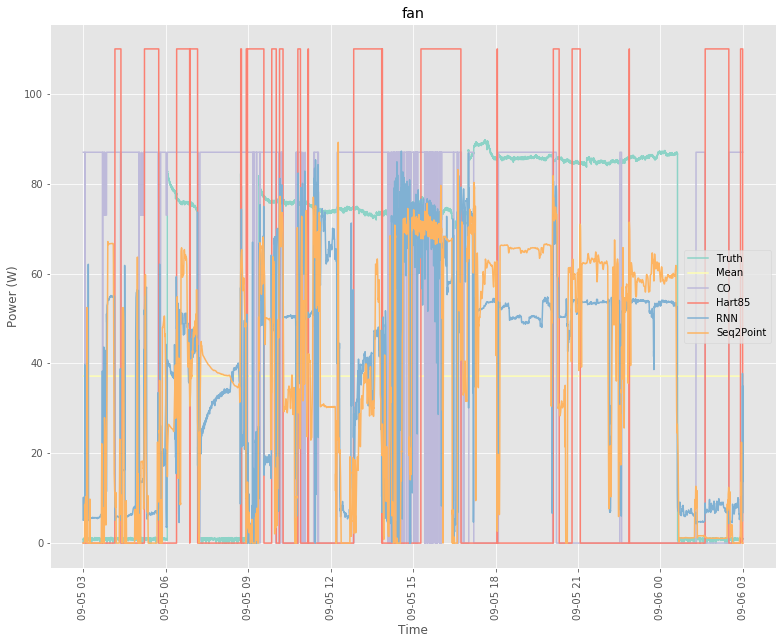 fan
100
80
60
40
20
0
Power (W)
Truth
Mean
CO
Hart85
RNN
Seq2Point
09-05 03
09-05 06
09-05 09
09-05 12
09-05 15
09-05 18
09-05 21
09-06 00
09-06 03
Time